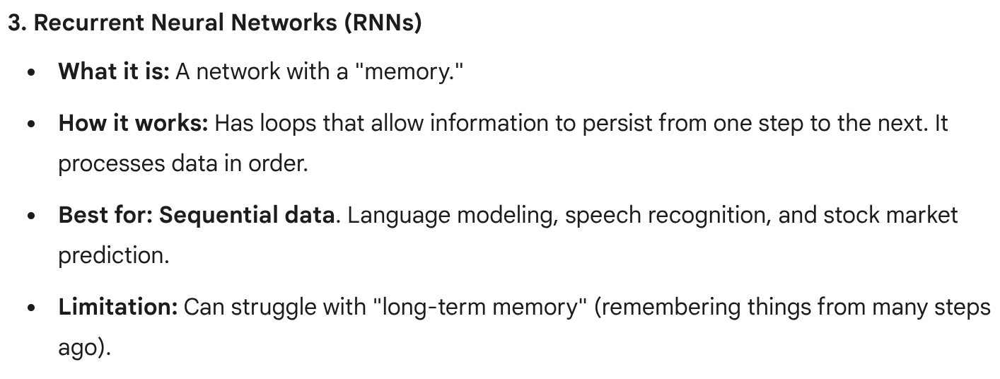 3. Recurrent Neural Networks (RNNs)
• What it is: A network with a "memory."
• How it works: Has loops that allow information to persist from one step to the next. It
processes data in order.
• Best for: Sequential data. Language modeling, speech recognition, and stock market
prediction.
• Limitation: Can struggle with "long-term memory" (remembering things from many steps
ago).